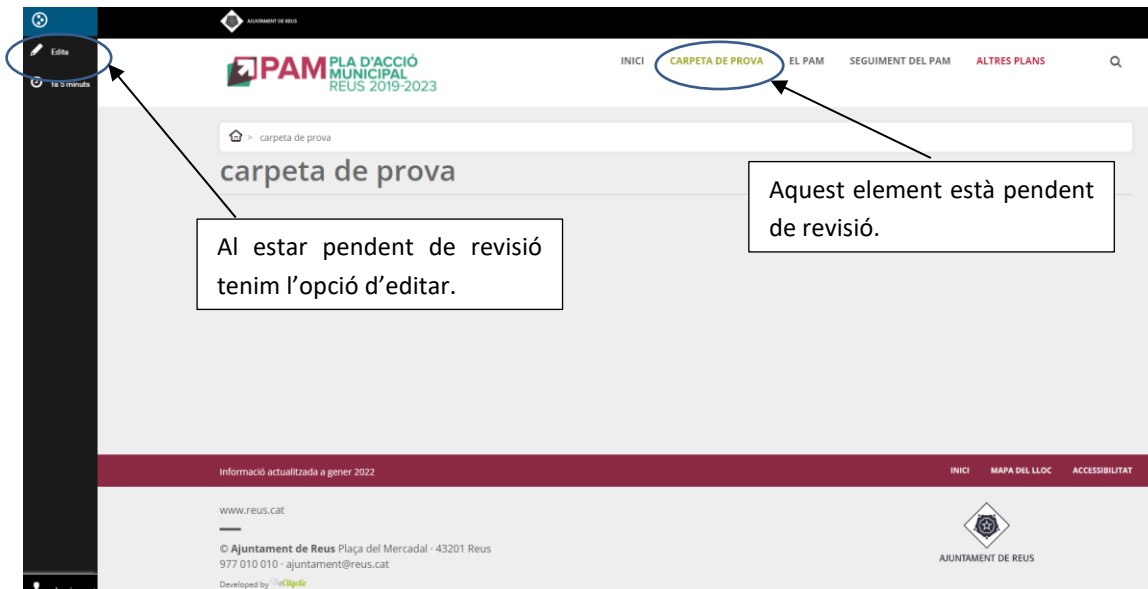 AJUNTAMENT DE REUS
Edita
fa 5 minuts
PAM PLA D'ACCIÓ
MUNICIPAL
REUS 2019-2023
INICI CARPETA DE PROVA EL PAM SEGUIMENT DEL PAM ALTRES PLANS
> carpeta de prova
carpeta de prova
Aquest element està pendent
de revisió.
Al estar pendent de revisió
tenim l’opció d’editar.
Informació actualitzada a gener 2022
INICI MAPA DEL LLOC ACCESSIBILITAT
www.reus.cat
© Ajuntament de Reus Plaça del Mercadal · 43201 Reus
977 010 010 · ajuntament@reus.cat
AJUNTAMENT DE REUS
Developed by